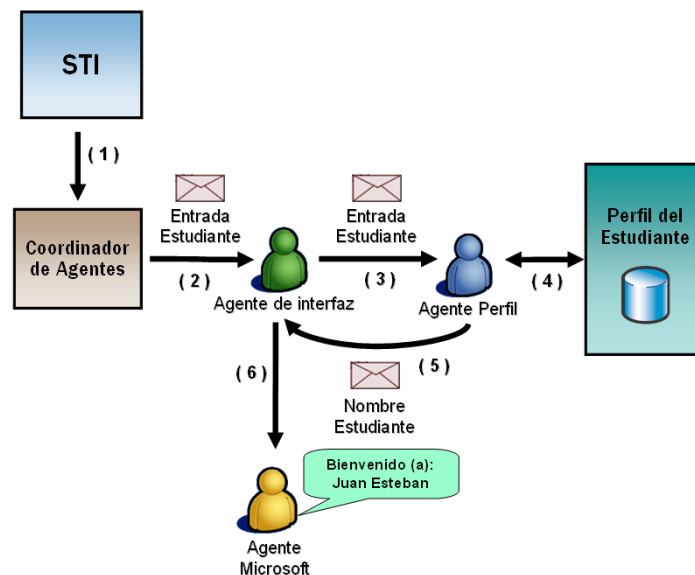 STI
( 1 )
Entrada
Estudiante
Entrada
Estudiante
Coordinador
de Agentes
( 2 )
( 3 )
( 4 )
Perfil del
Estudiante
Agente de interfaz
Agente Perfil
( 6 )
( 5 )
Nombre
Estudiante
Bienvenido (a):
Juan Esteban
Agente
Microsoft